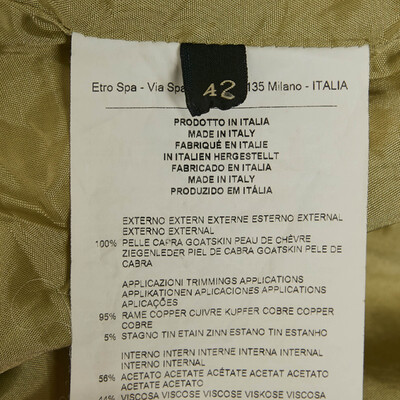 42
Etro Spa - Via Spa 135 Milano - ITALIA
PRODOTTO IN ITALIA
MADE IN ITALY
FABRIQUÉ EN ITALIE
IN ITALIEN HERGESTELLT
FABRICADO EN ITALIA
MADE IN ITALY
PRODUZIDO EM ITÁLIA
EXTERNO EXTERN EXTERNE ESTERNO EXTERNAL
EXTERNO EXTERNAL
100% PELLE CAPRA GOATSKIN PEAU DE CHÈVRE
ZIEGENLEDER PIEL DE CABRA GOATSKIN PELE DE
CABRA
APPLICAZIONI TRIMMINGS APPLICATIONS
APPLIKATIONEN APLICACIONES APPLICATIONS
APLICAÇÕES
95% RAME COPPER CUIVRE KUPFER COBRE COPPER
COBRE
5% STAGNO TIN ETAIN ZINN ESTANO TIN ESTANHO
INTERNO INTERN INTERNE INTERNA INTERNAL
INTERNO INTERNAL
56% ACETATO ACETATE ACÉTATE ACETAT ACETATO
ACETATE ACETATO
44% VISCOSA VISCOSE VISCOSE VISKOSE VISCOSA